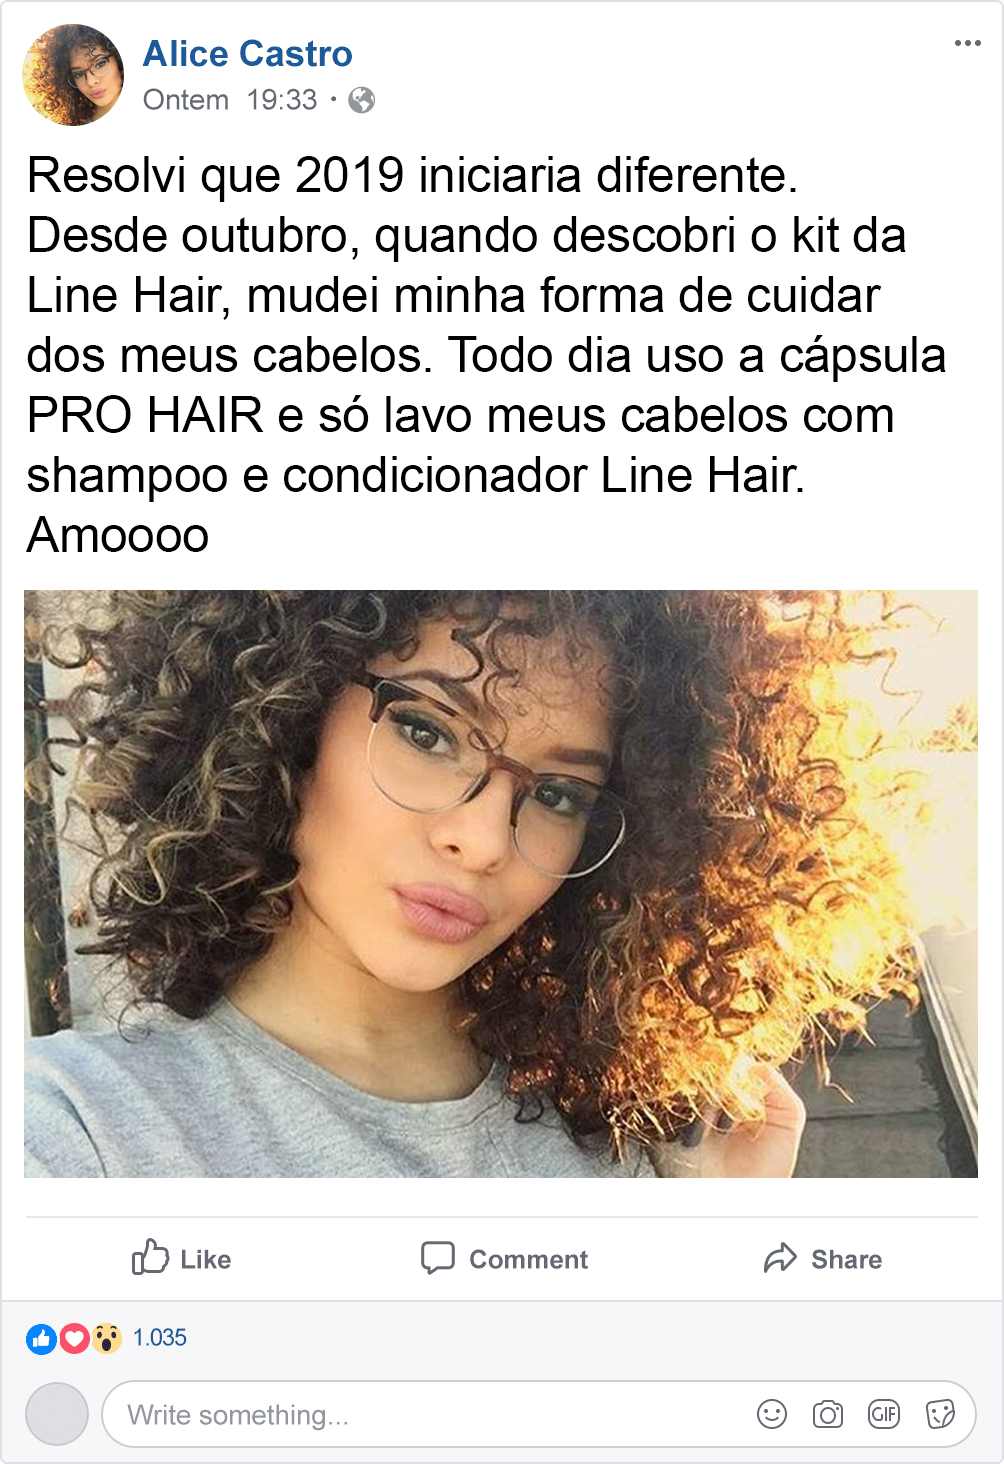 Alice Castro
Ontem 19:33
Resolvi que 2019 iniciaria diferente.
Desde outubro, quando descobri o kit da
Line Hair, mudei minha forma de cuidar
dos meus cabelos. Todo dia uso a cápsula
PRO HAIR e só lavo meus cabelos com
shampoo e condicionador Line Hair.
Amoooo
Like Comment Share
1.035
Write something... GIF